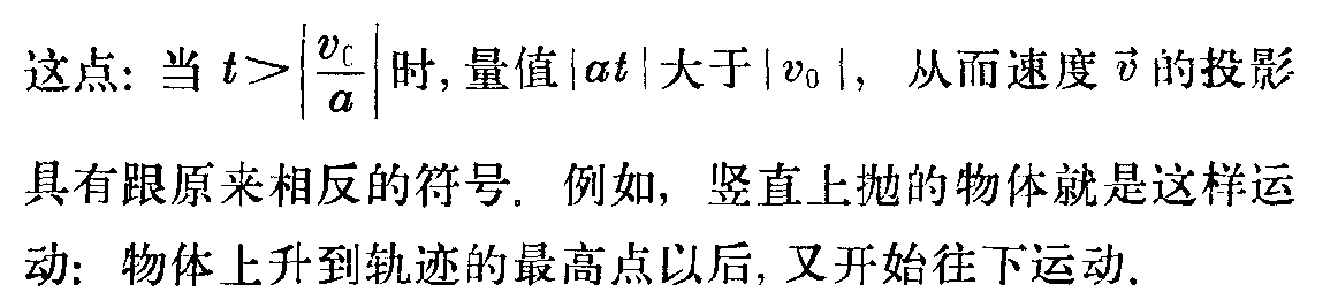 这点: 当 t>|v₀/a| 时, 量值|at|大于|v₀|, 从而速度 v⃗ 的投影
具有跟原来相反的符号. 例如, 竖直上抛的物体就是这样运
动: 物体上升到轨迹的最高点以后, 又开始往下运动.